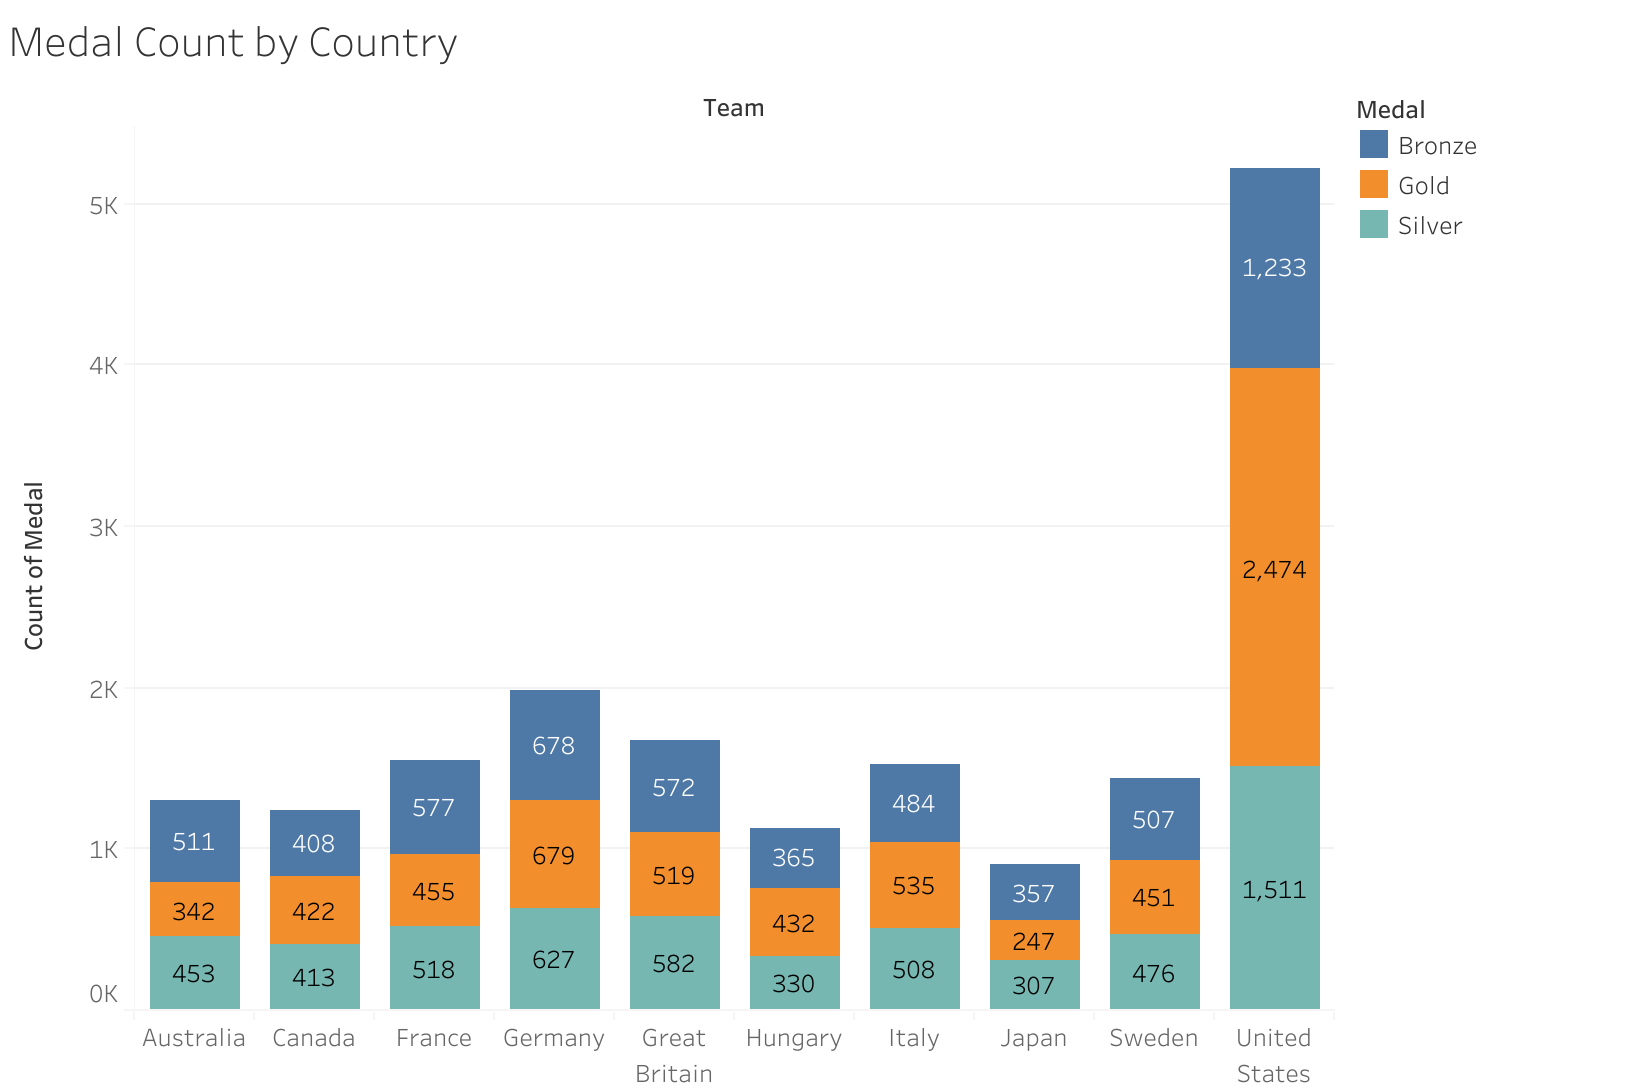 Medal Count by Country
Team
Medal
Bronze
Gold
Silver
Count of Medal
5K
4K
3K
2K
1K
0K
511
342
453
408
422
413
577
455
518
678
679
627
572
519
582
365
432
330
484
535
508
357
247
307
507
451
476
1,233
2,474
1,511
Australia
Canada
France
Germany
Great
Britain
Hungary
Italy
Japan
Sweden
United
States